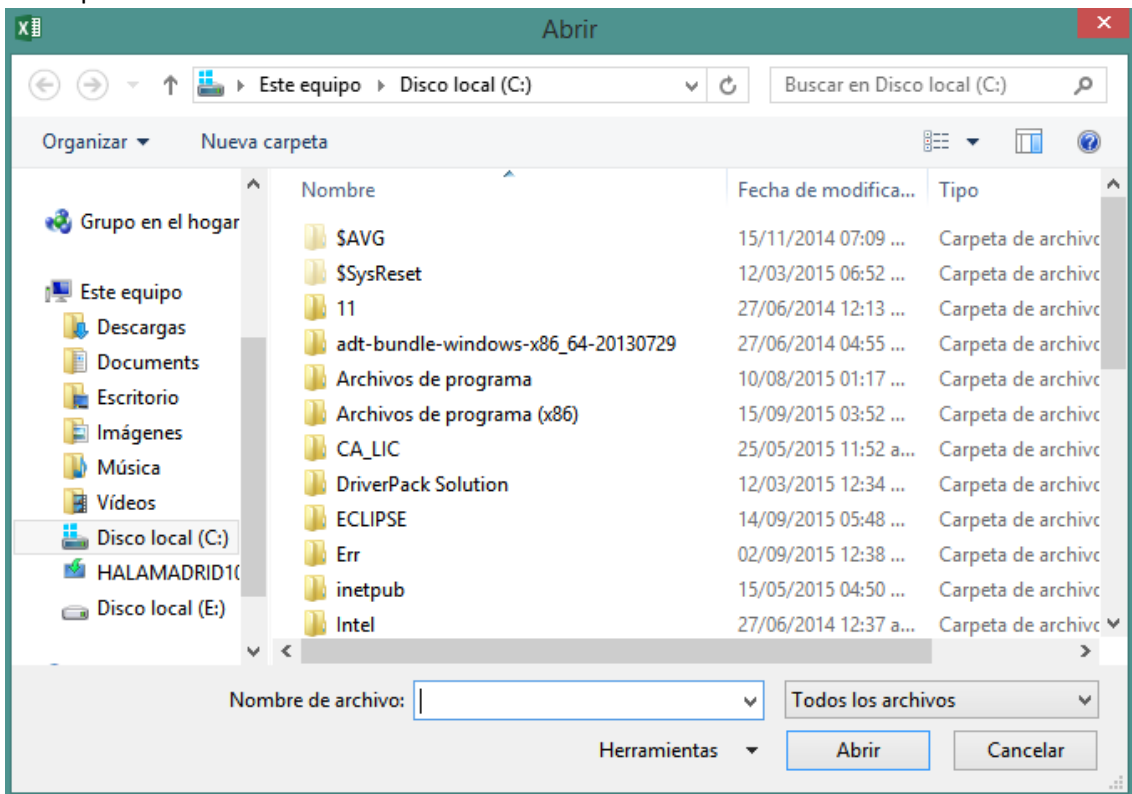 Abrir
Este equipo Disco local (C:) Buscar en Disco local (C:)
Organizar Nueva carpeta
Nombre Fecha de modifica... Tipo
Grupo en el hogar
Este equipo
Descargas
Documents
Escritorio
Imágenes
Música
Vídeos
Disco local (C:)
HALAMADRID10
Disco local (E:)
$AVG 15/11/2014 07:09 ... Carpeta de archivo
$SysReset 12/03/2015 06:52 ... Carpeta de archivo
11 27/06/2014 12:13 ... Carpeta de archivo
adt-bundle-windows-x86_64-20130729 27/06/2014 04:55 ... Carpeta de archivo
Archivos de programa 10/08/2015 01:17 ... Carpeta de archivo
Archivos de programa (x86) 15/09/2015 03:52 ... Carpeta de archivo
CA_LIC 25/05/2015 11:52 a... Carpeta de archivo
DriverPack Solution 12/03/2015 12:34 ... Carpeta de archivo
ECLIPSE 14/09/2015 05:48 ... Carpeta de archivo
Err 02/09/2015 12:38 ... Carpeta de archivo
inetpub 15/05/2015 04:50 ... Carpeta de archivo
Intel 27/06/2014 12:37 a... Carpeta de archivo
Nombre de archivo: Todos los archivos
Herramientas Abrir Cancelar